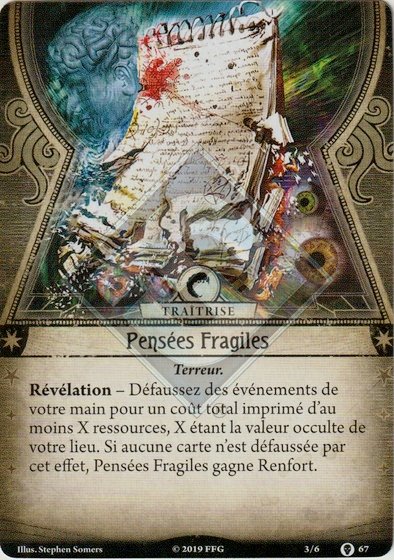 TRAÎTRISE
Pensées Fragiles
Terreur.
Révélation – Défaussez des événements de
votre main pour un coût total imprimé d'au
moins X ressources, X étant la valeur occulte de
votre lieu. Si aucune carte n'est défaussée par
cet effet, Pensées Fragiles gagne Renfort.
Illus. Stephen Somers © 2019 FFG 3/6 67